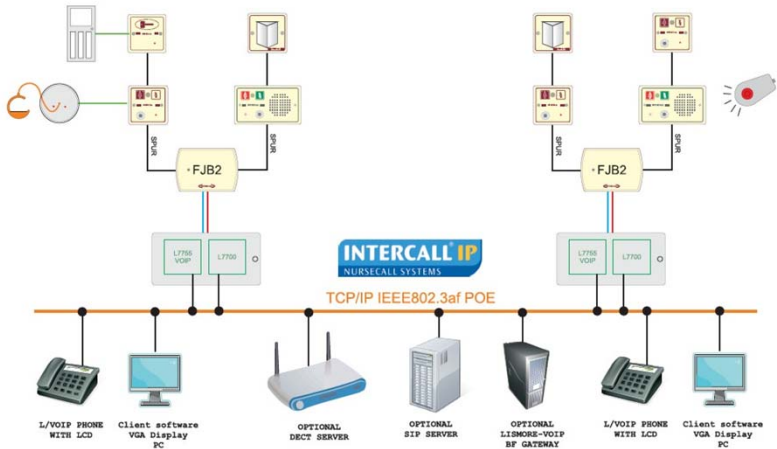 SPUR
SPUR
SPUR
SPUR
FJB2
FJB2
L7755
VOIP
L7700
L7755
VOIP
L7700
INTERCALL IP
NURSECALL SYSTEMS
TCP/IP IEEE802.3af POE
L/VOIP PHONE
WITH LCD
Client software
VGA Display
PC
OPTIONAL
DECT SERVER
OPTIONAL
SIP SERVER
OPTIONAL
LISMORE-VOIP
BF GATEWAY
L/VOIP PHONE
WITH LCD
Client software
VGA Display
PC